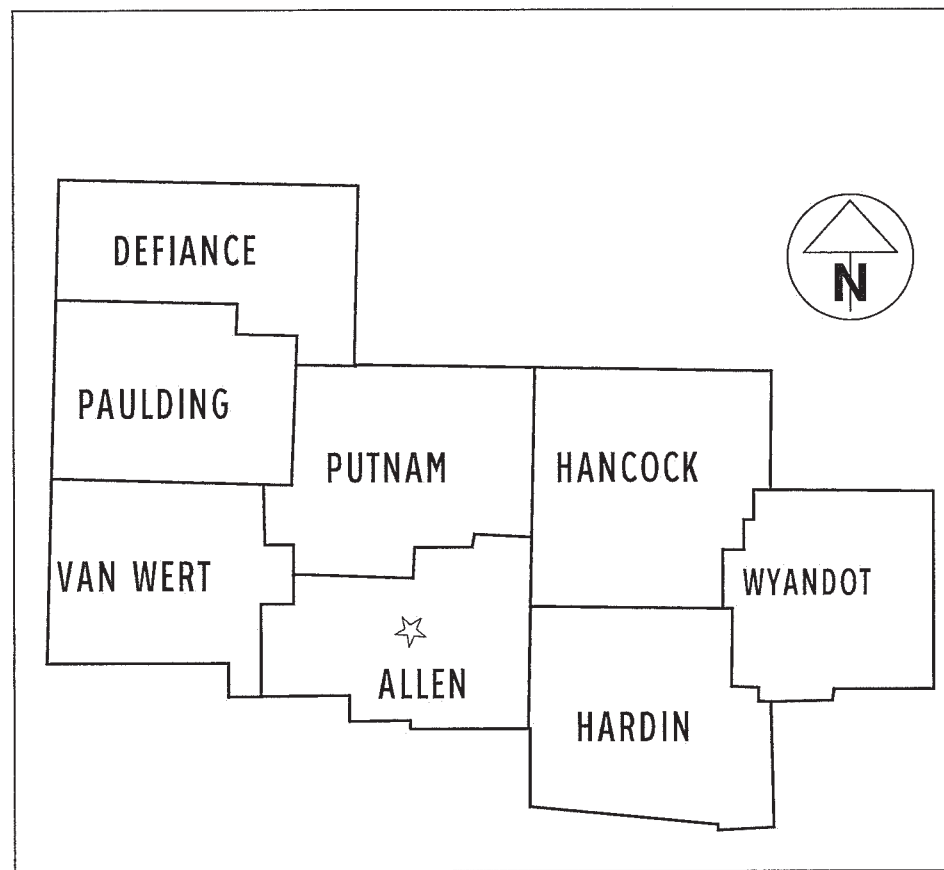 DEFIANCE
N
PAULDING
PUTNAM
HANCOCK
VAN WERT
WYANDOT
ALLEN
HARDIN